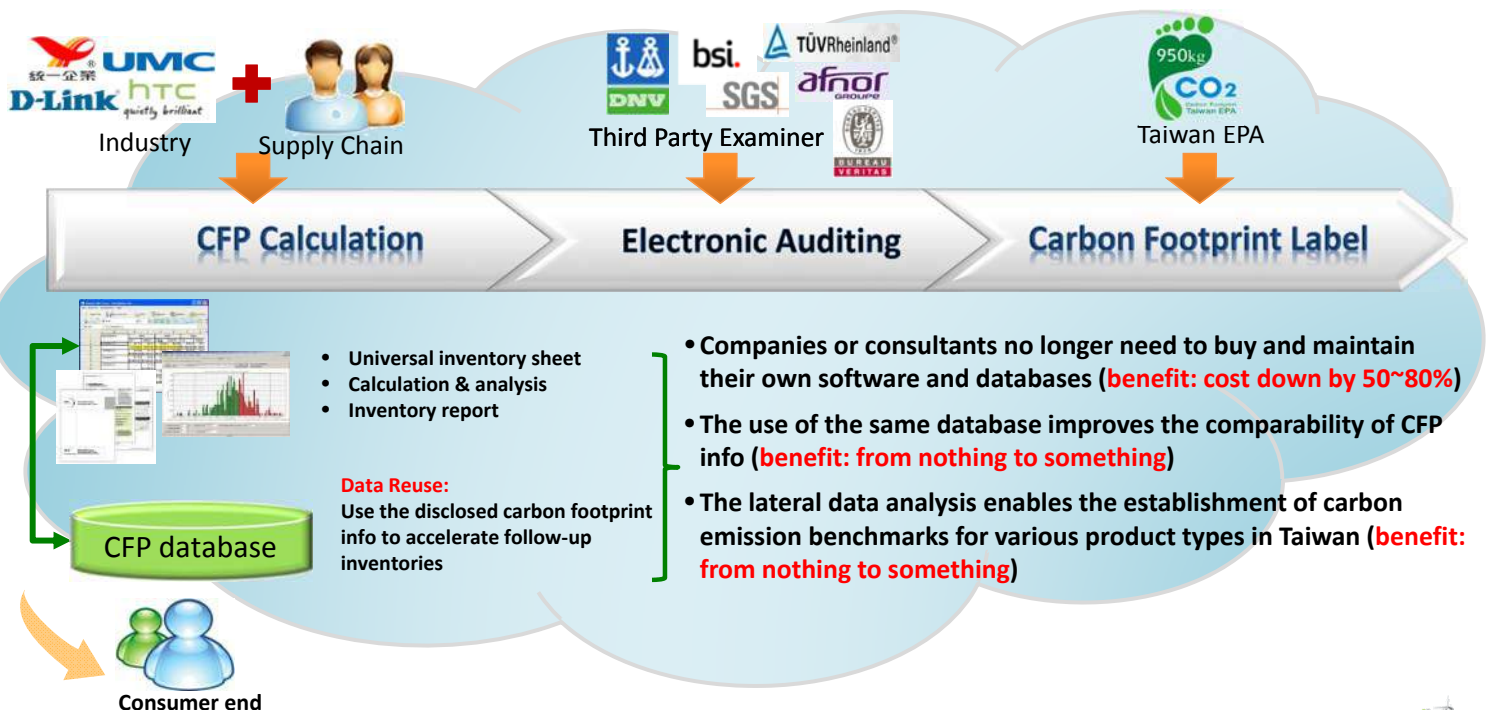 統一企業
®
UMC
D-Link
hTC
quietly brilliant
Industry
Supply Chain
DNV
bsi.
SGS
TÜVRheinland®
afnor
GROUPE
BUREAU
VERITAS
Third Party Examiner
950kg
CO2
Carbon Footprint
Taiwan EPA
Taiwan EPA
CFP Calculation
Electronic Auditing
Carbon Footprint Label
• Universal inventory sheet
• Calculation & analysis
• Inventory report
Data Reuse:
Use the disclosed carbon footprint
info to accelerate follow-up
inventories
CFP database
Consumer end
• Companies or consultants no longer need to buy and maintain
their own software and databases (benefit: cost down by 50~80%)
• The use of the same database improves the comparability of CFP
info (benefit: from nothing to something)
• The lateral data analysis enables the establishment of carbon
emission benchmarks for various product types in Taiwan (benefit:
from nothing to something)